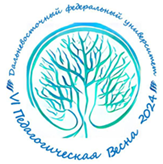 Дальневосточный федеральный университет
VI Педагогическая Весна 2024